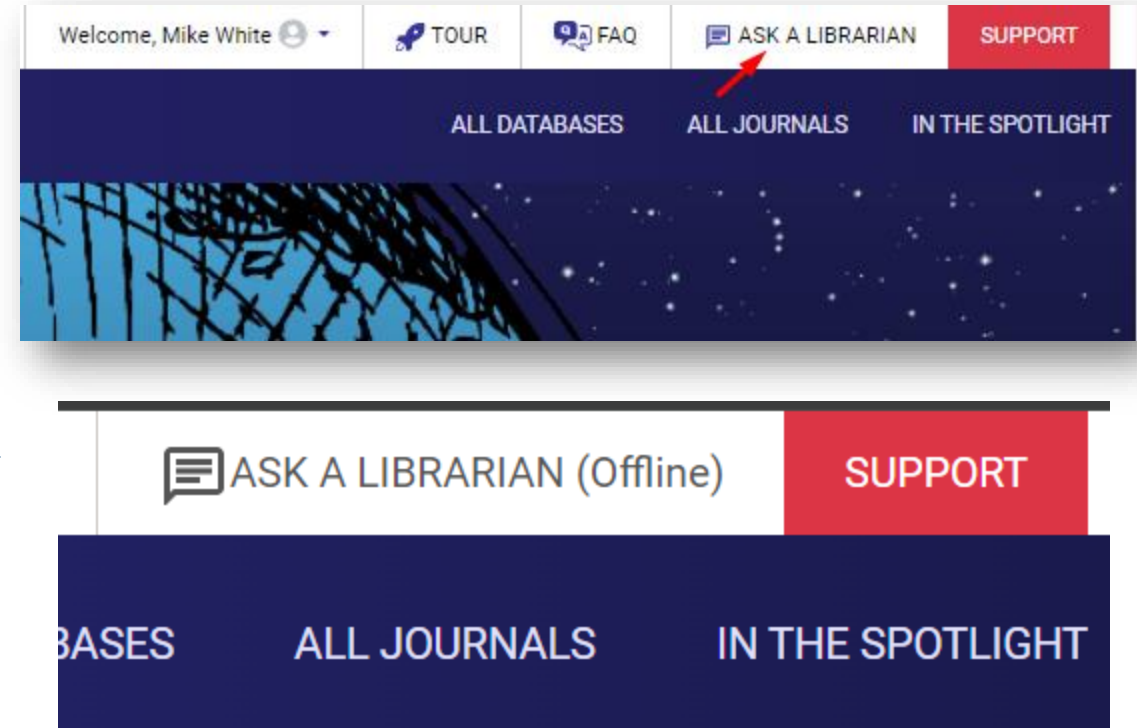 Welcome, Mike White TOUR FAQ ASK A LIBRARIAN SUPPORT
ALL DATABASES ALL JOURNALS IN THE SPOTLIGHT
ASK A LIBRARIAN (Offline) SUPPORT
BASES ALL JOURNALS IN THE SPOTLIGHT